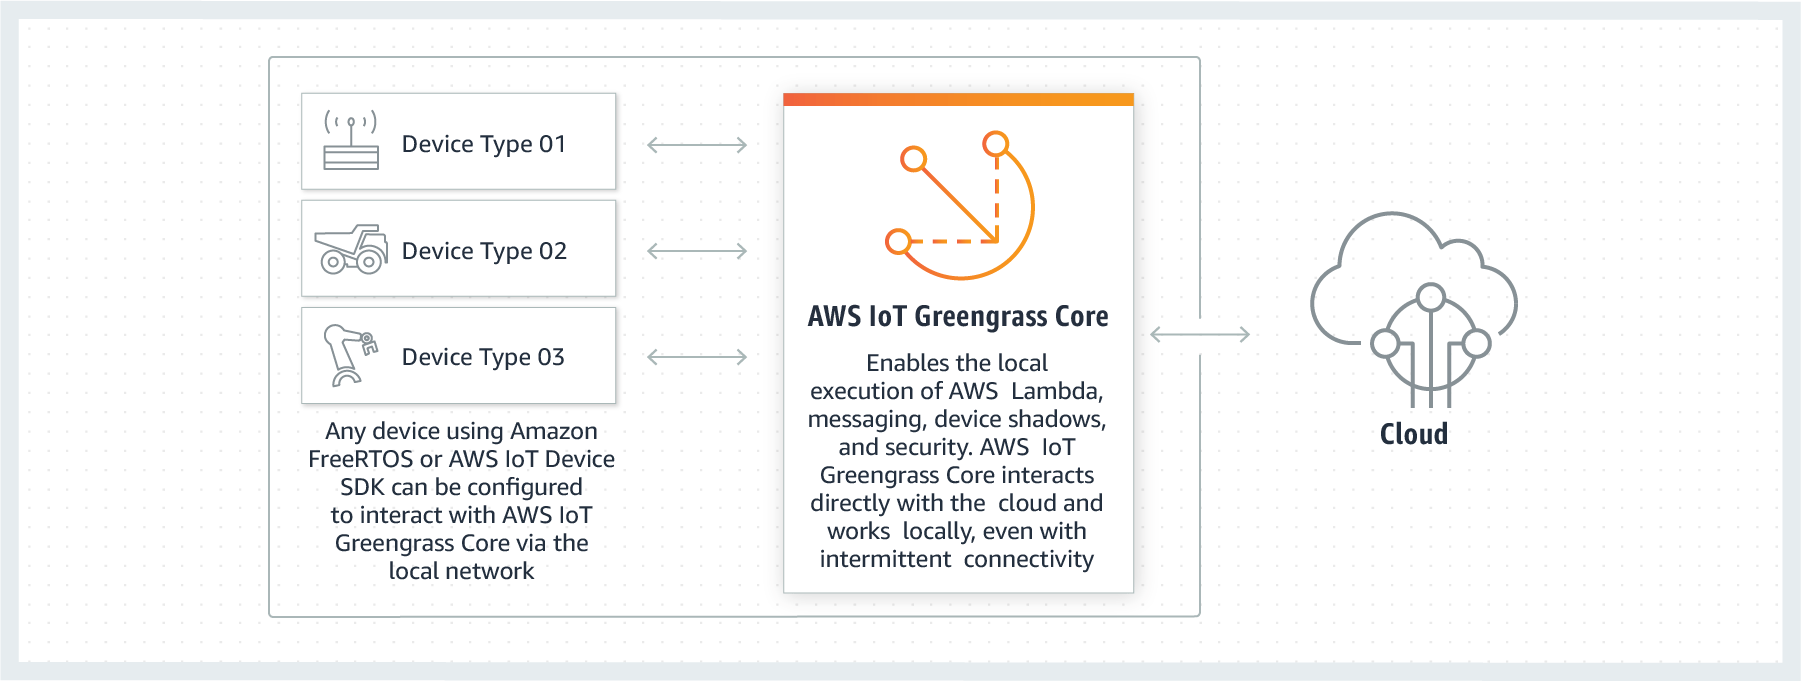 Device Type 01
Device Type 02
Device Type 03
Any device using Amazon
FreeRTOS or AWS IoT Device
SDK can be configured
to interact with AWS IoT
Greengrass Core via the
local network
AWS IoT Greengrass Core
Enables the local
execution of AWS Lambda,
messaging, device shadows,
and security. AWS IoT
Greengrass Core interacts
directly with the cloud and
works locally, even with
intermittent connectivity
Cloud